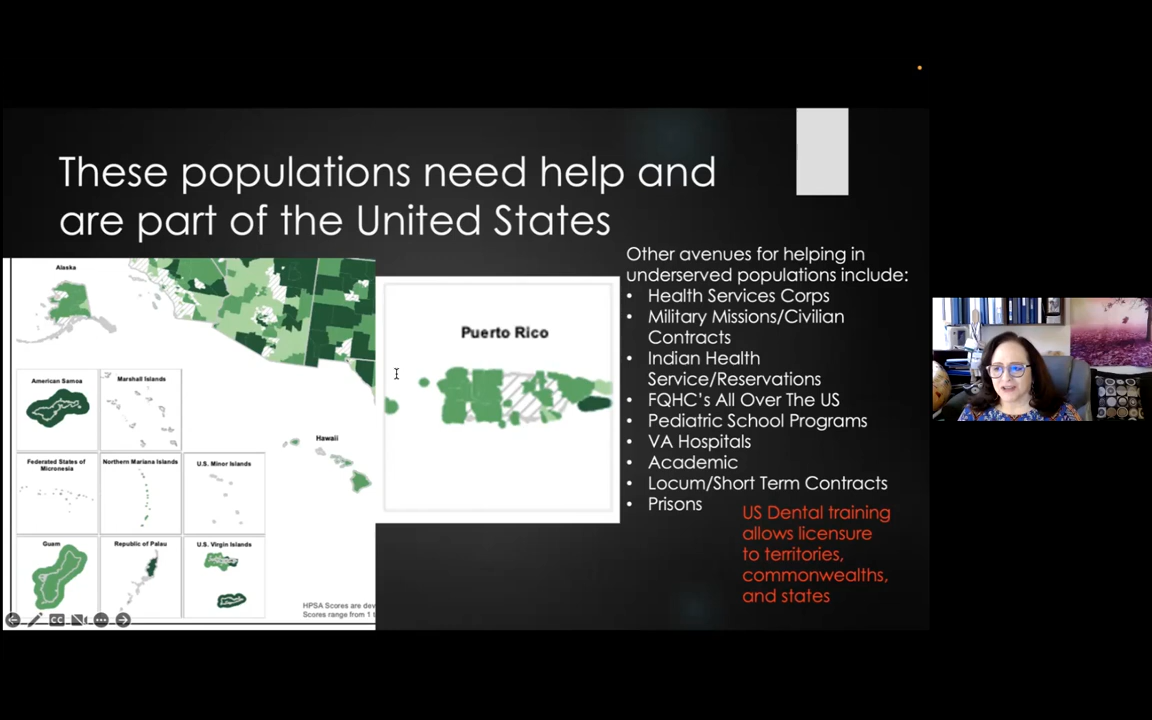 These populations need help and
are part of the United States
Alaska
American Samoa
Marshall Islands
Federated States of
Micronesia
Northern Mariana Islands
U.S. Minor Islands
Hawaii
Guam
Republic of Palau
U.S. Virgin Islands
HPSA Scores are dev
Scores range from 1 t
CC
Puerto Rico
Other avenues for helping in
underserved populations include:
• Health Services Corps
• Military Missions/Civilian
Contracts
• Indian Health
Service/Reservations
• FQHC's All Over The US
• Pediatric School Programs
• VA Hospitals
• Academic
• Locum/Short Term Contracts
• Prisons
US Dental training
allows licensure
to territories,
commonwealths,
and states